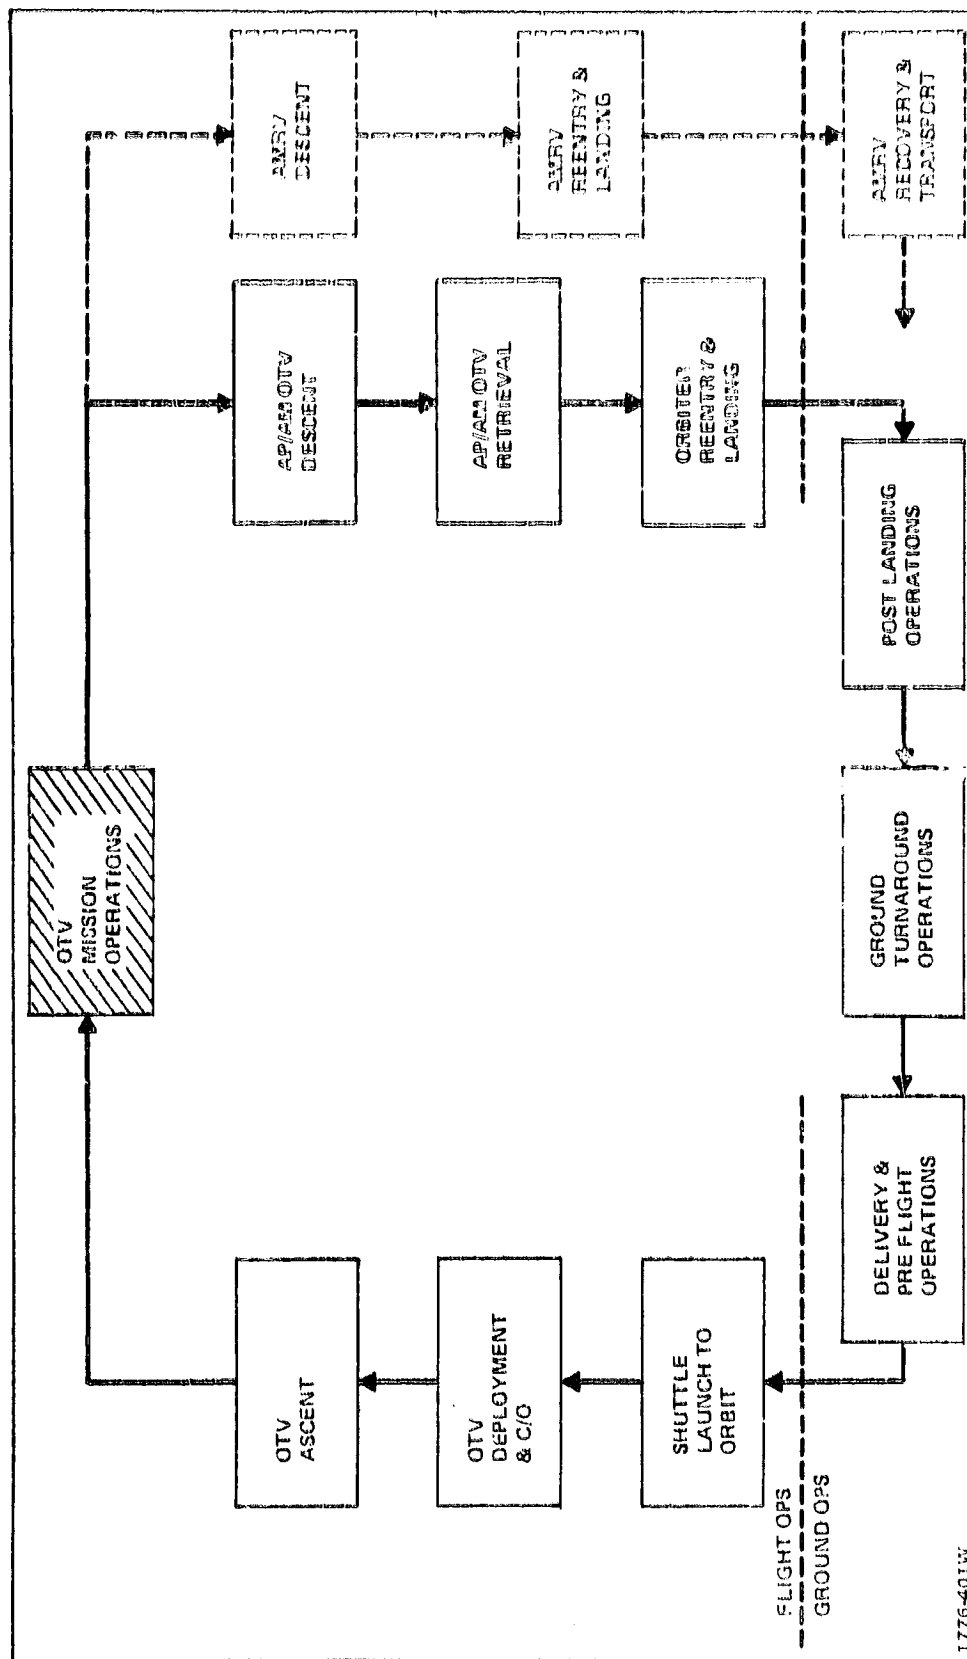 OTV
MISSION
OPERATIONS
OTV
ASCENT
AP/AM OTV
DESCENT
AMRV
DESCENT
OTV
DEPLOYMENT
& C/O
AP/AM OTV
RETRIEVAL
AMRV
REENTRY &
LANDING
SHUTTLE
LAUNCH TO
ORBIT
ORBITER
REENTRY &
LANDING
FLIGHT OPS
GROUND OPS
DELIVERY &
PRE FLIGHT
OPERATIONS
GROUND
TURNAROUND
OPERATIONS
POST LANDING
OPERATIONS
AMRV
RECOVERY &
TRANSPORT
1776-401W